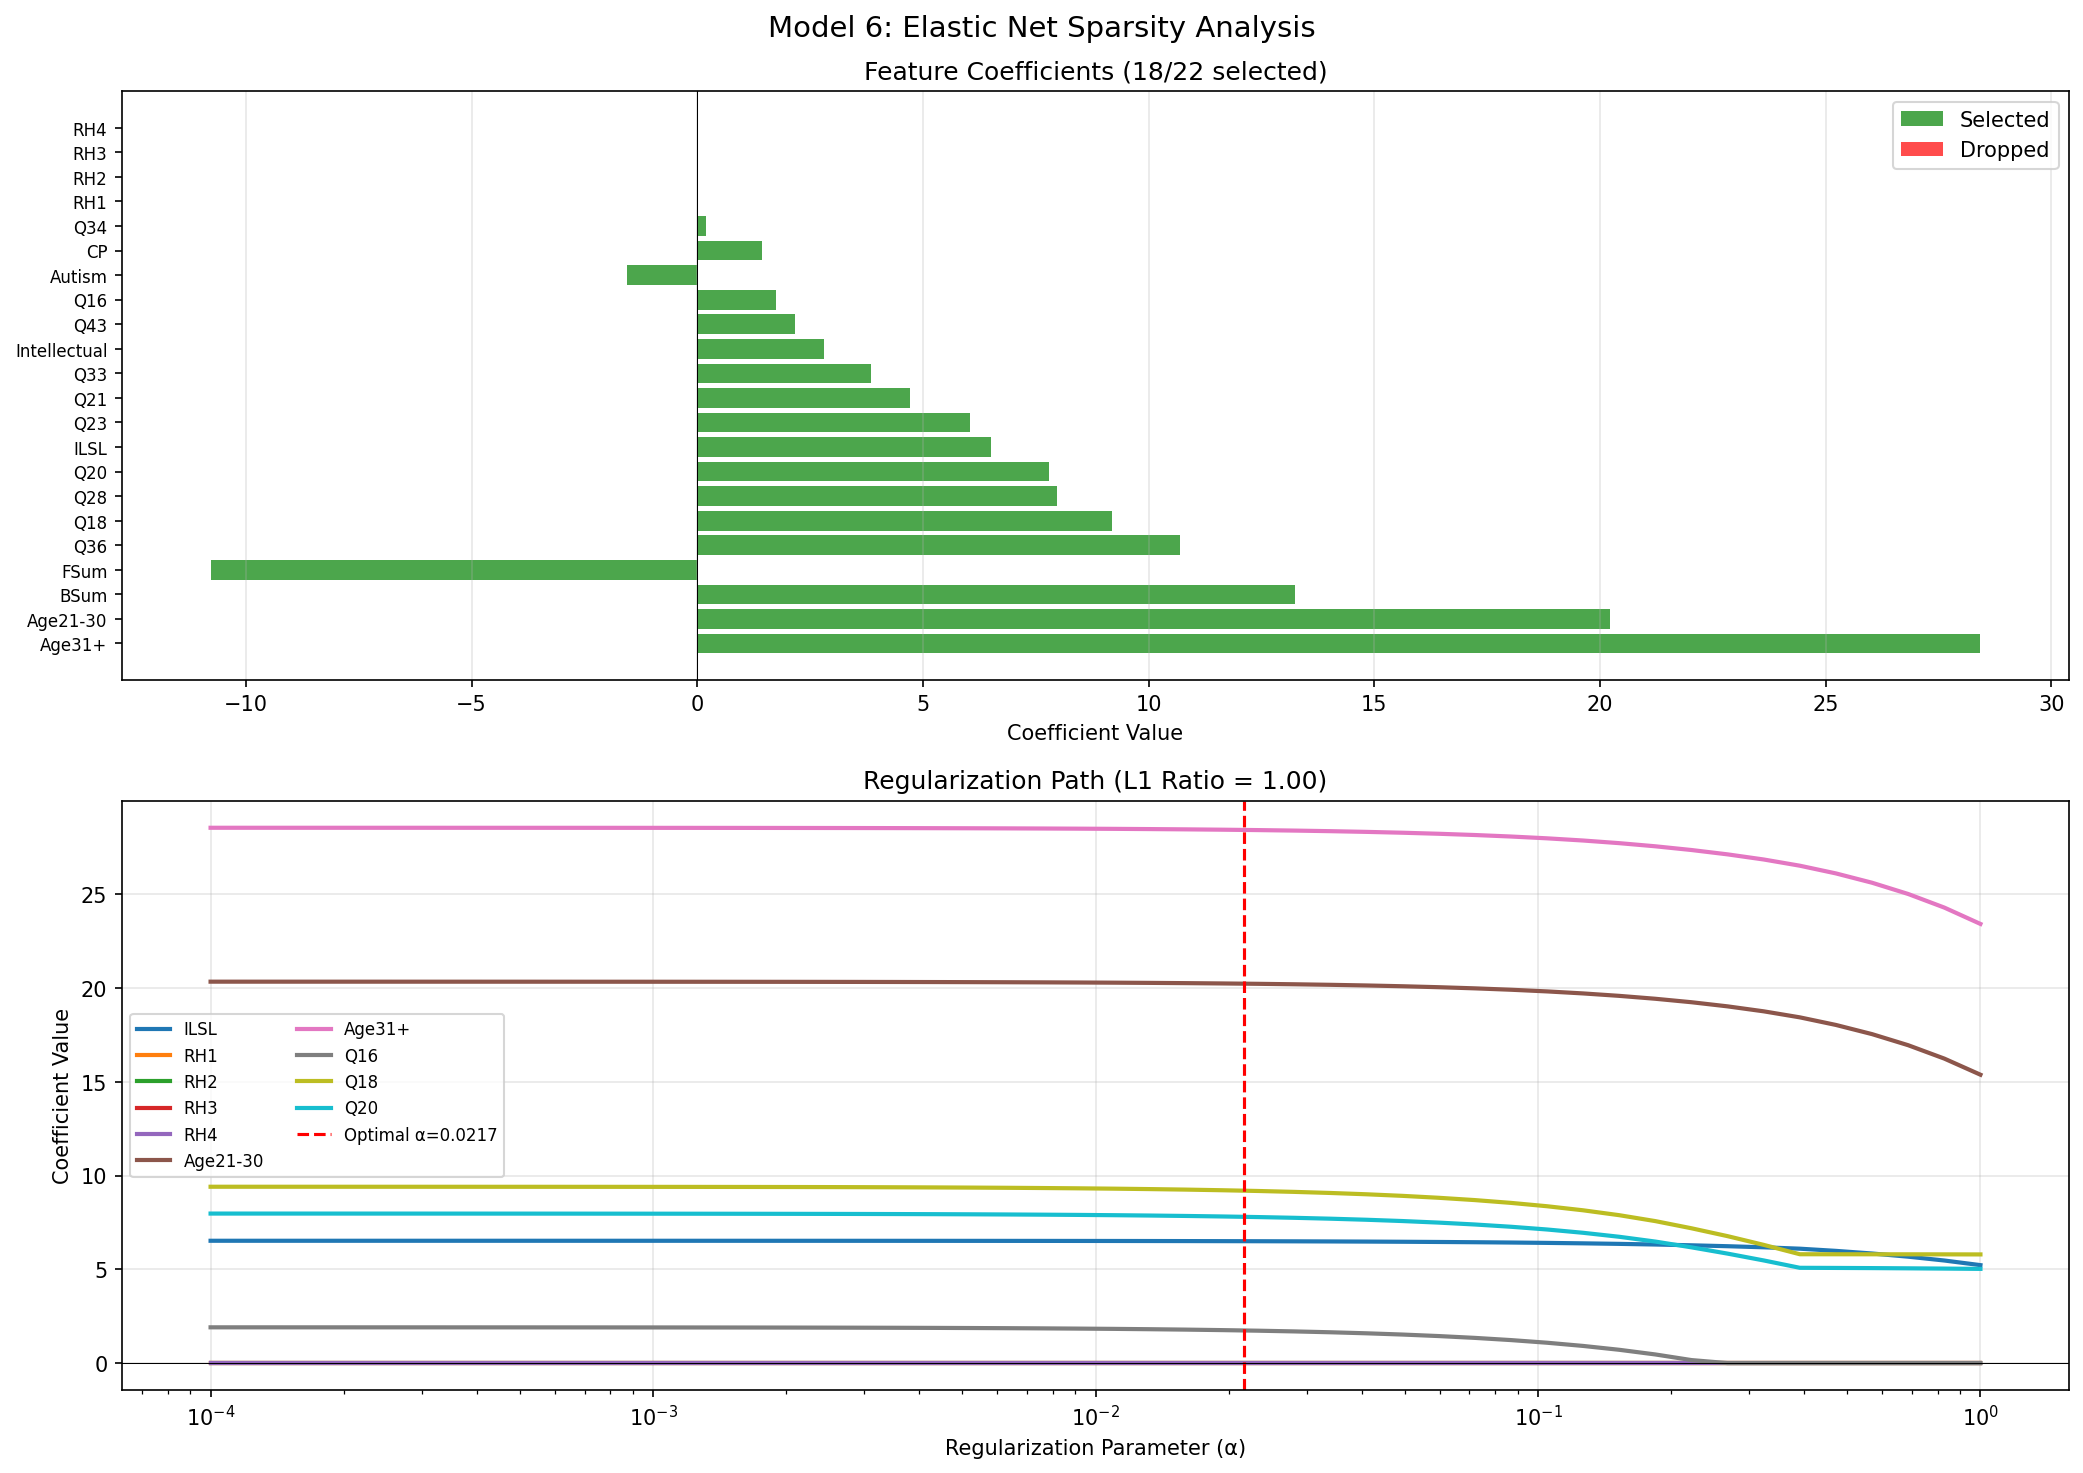 Model 6: Elastic Net Sparsity Analysis
Feature Coefficients (18/22 selected)
RH4
RH3
RH2
RH1
Q34
CP
Autism
Q16
Q43
Intellectual
Q33
Q21
Q23
ILSL
Q20
Q28
Q18
Q36
FSum
BSum
Age21-30
Age31+
Selected
Dropped
−10 −5 0 5 10 15 20 25 30
Coefficient Value
Regularization Path (L1 Ratio = 1.00)
Coefficient Value
25
20
15
10
5
0
ILSL
RH1
RH2
RH3
RH4
Age21-30
Age31+
Q16
Q18
Q20
Optimal α=0.0217
10⁻⁴ 10⁻³ 10⁻² 10⁻¹ 10⁰
Regularization Parameter (α)